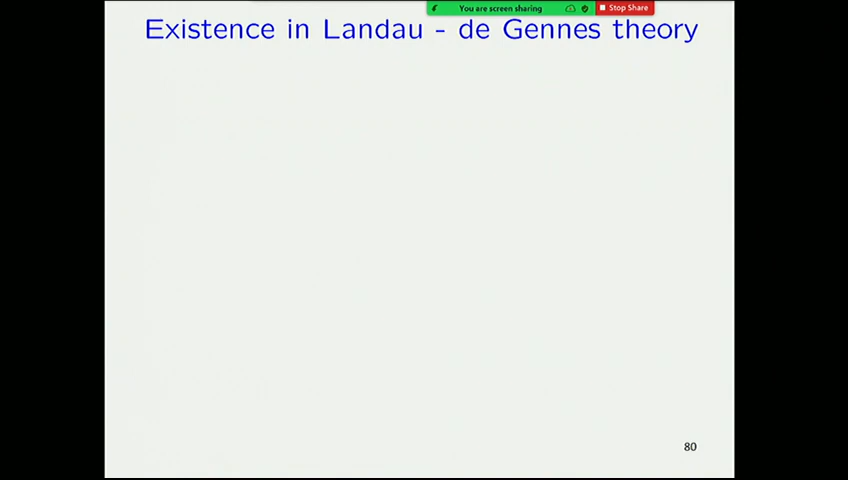 You are screen sharing
Stop Share
Existence in Landau - de Gennes theory
80